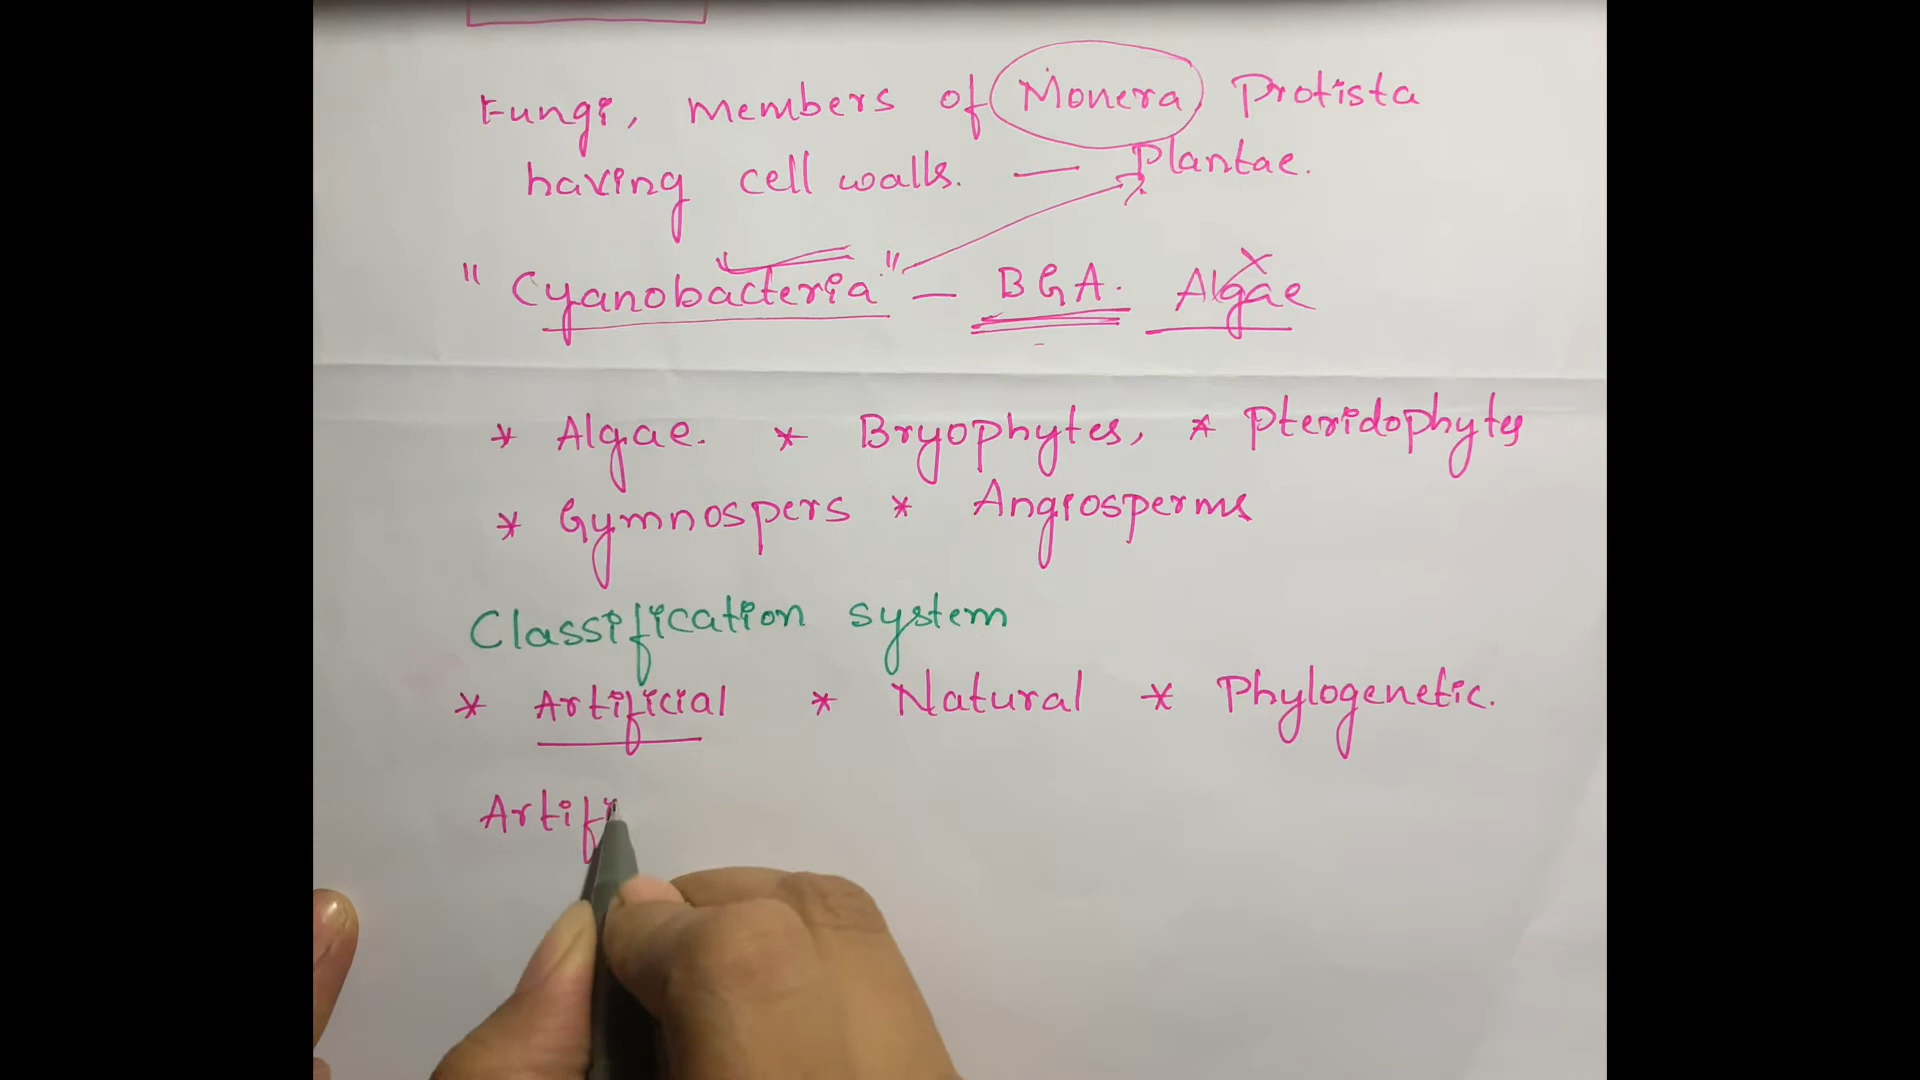 Fungi, members of Monera, Protista
having cell walls. — Plantae.
"Cyanobacteria" — BGA. Algae
* Algae. * Bryophytes, * Pteridophytes
* Gymnospers * Angiosperms
Classification system
* Artificial * Natural * Phylogenetic.
Artifi